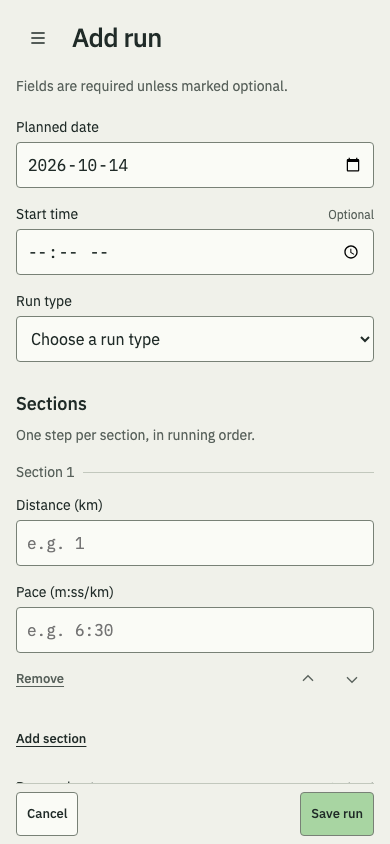 Add run
Fields are required unless marked optional.
Planned date
2026-10-14
Start time
Optional
--:-- --
Run type
Choose a run type
Sections
One step per section, in running order.
Section 1
Distance (km)
e.g. 1
Pace (m:ss/km)
e.g. 6:30
Remove
Add section
Cancel
Save run